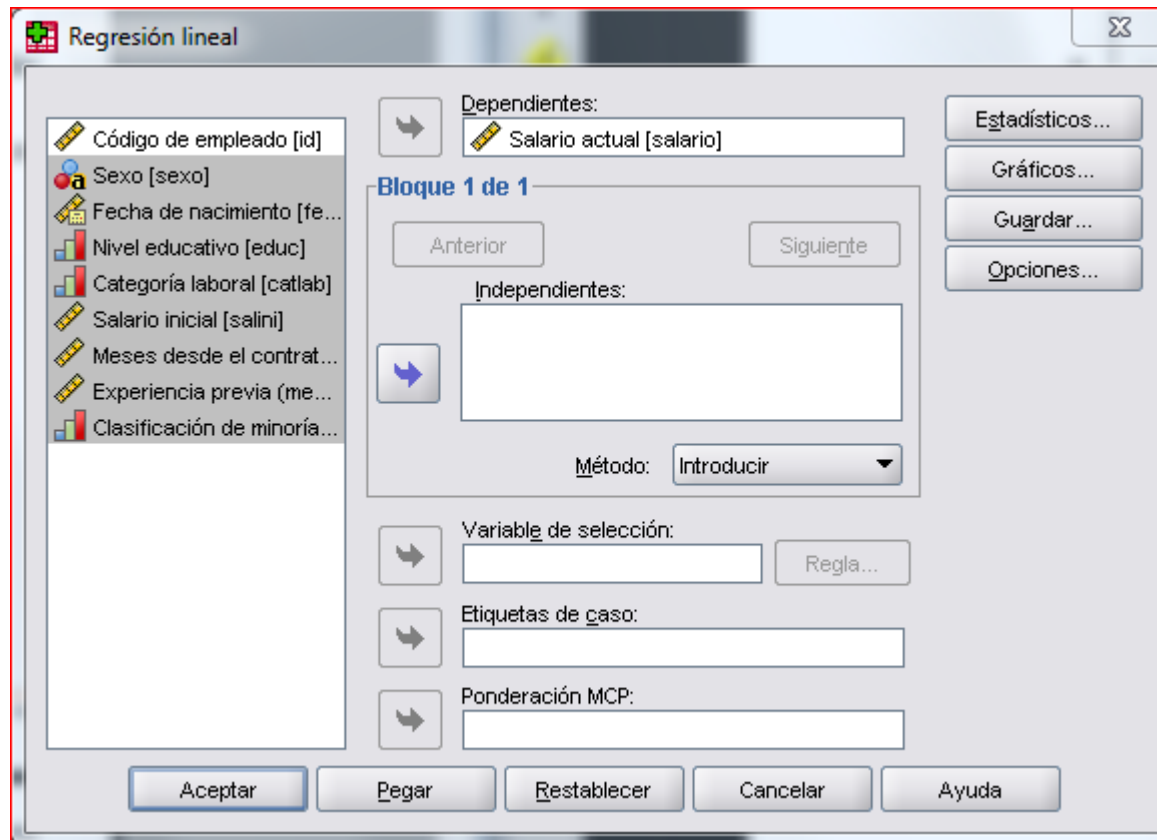 Regresión lineal
Código de empleado [id]
Sexo [sexo]
Fecha de nacimiento [fe...
Nivel educativo [educ]
Categoría laboral [catlab]
Salario inicial [salini]
Meses desde el contrat...
Experiencia previa (me...
Clasificación de minoría...
Dependientes:
Salario actual [salario]
Bloque 1 de 1
Anterior
Siguiente
Independientes:
Método:
Introducir
Variable de selección:
Regla...
Etiquetas de caso:
Ponderación MCP:
Estadísticos...
Gráficos...
Guardar...
Opciones...
Aceptar
Pegar
Restablecer
Cancelar
Ayuda